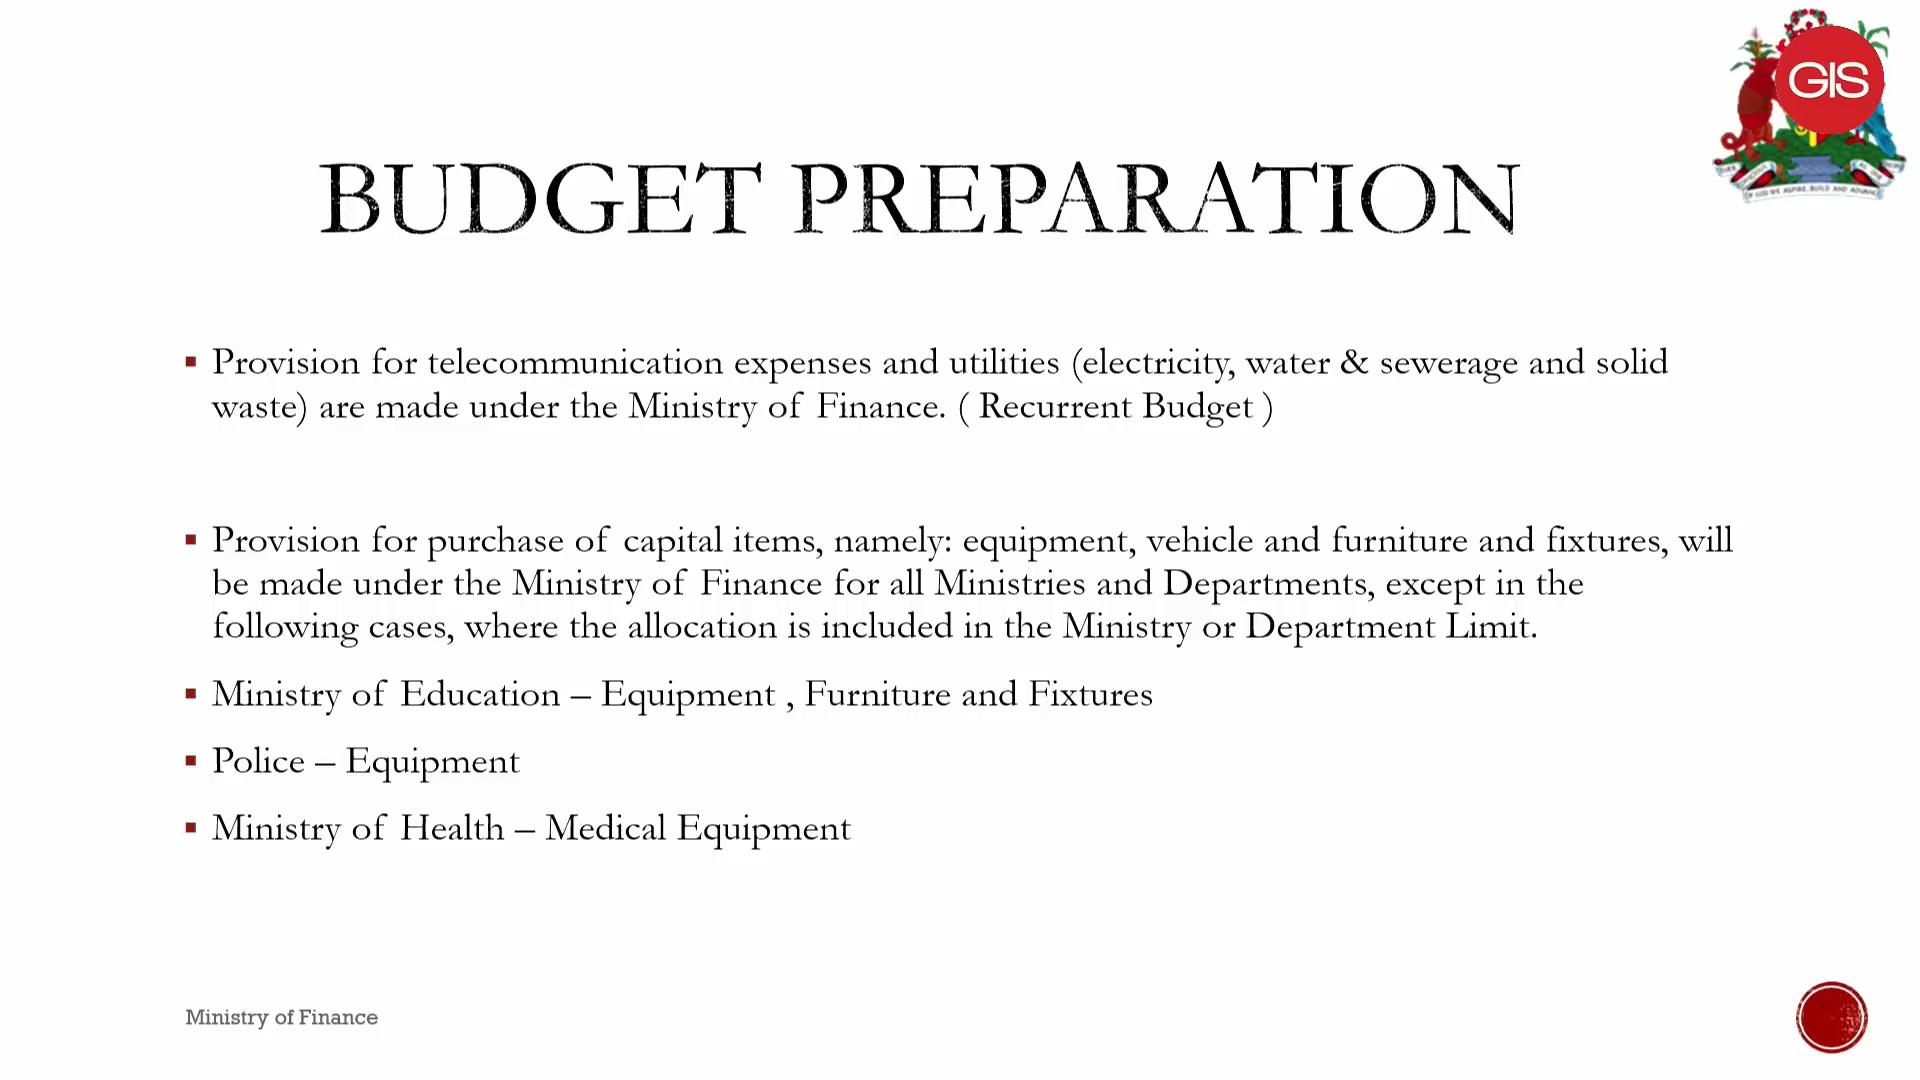 GIS
BUDGET PREPARATION
▪ Provision for telecommunication expenses and utilities (electricity, water & sewerage and solid
waste) are made under the Ministry of Finance. ( Recurrent Budget )
▪ Provision for purchase of capital items, namely: equipment, vehicle and furniture and fixtures, will
be made under the Ministry of Finance for all Ministries and Departments, except in the
following cases, where the allocation is included in the Ministry or Department Limit.
▪ Ministry of Education – Equipment , Furniture and Fixtures
▪ Police – Equipment
▪ Ministry of Health – Medical Equipment
Ministry of Finance